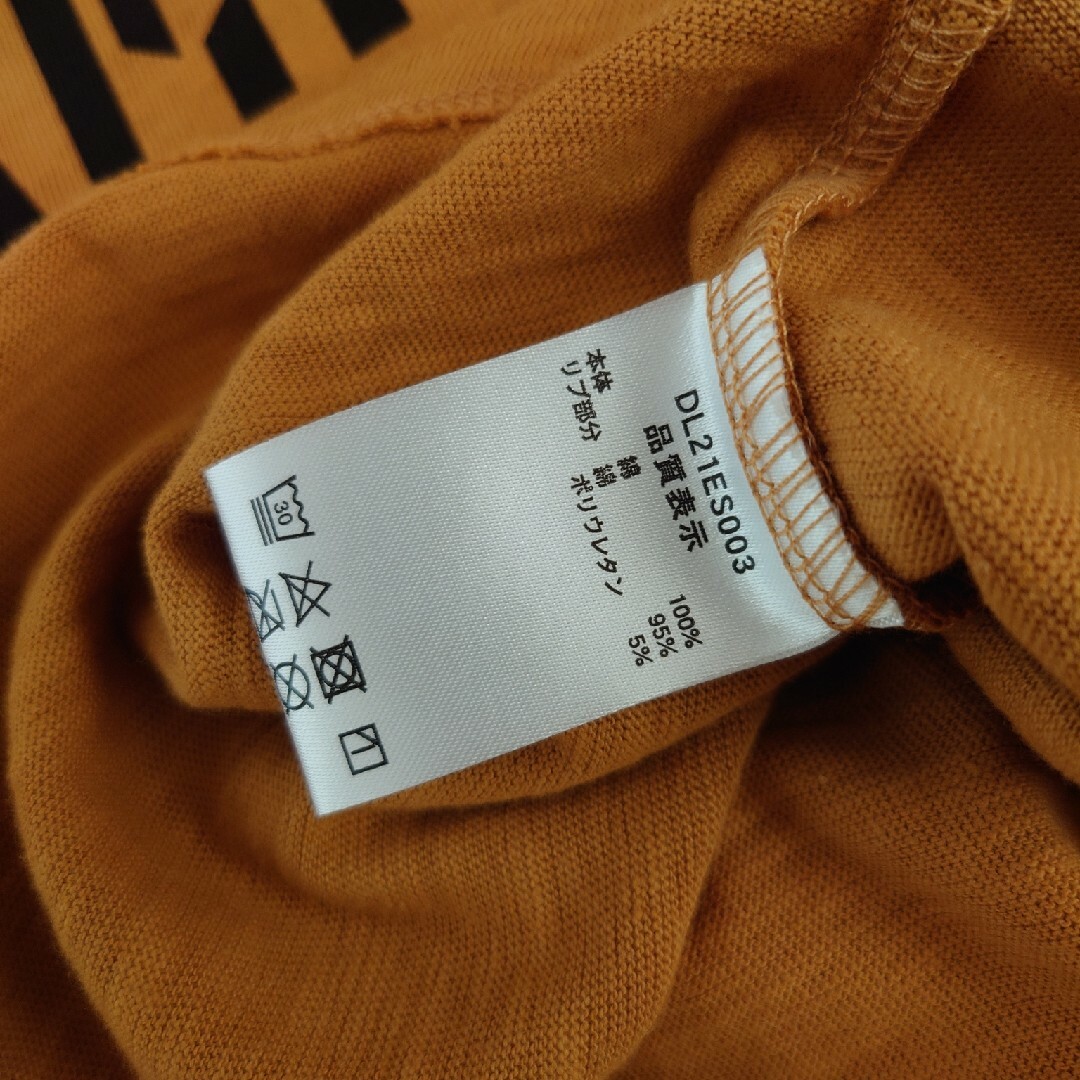 DL21ES003
品質表示
本体 綿 100%
リブ部分 綿 95%
ポリウレタン 5%
30